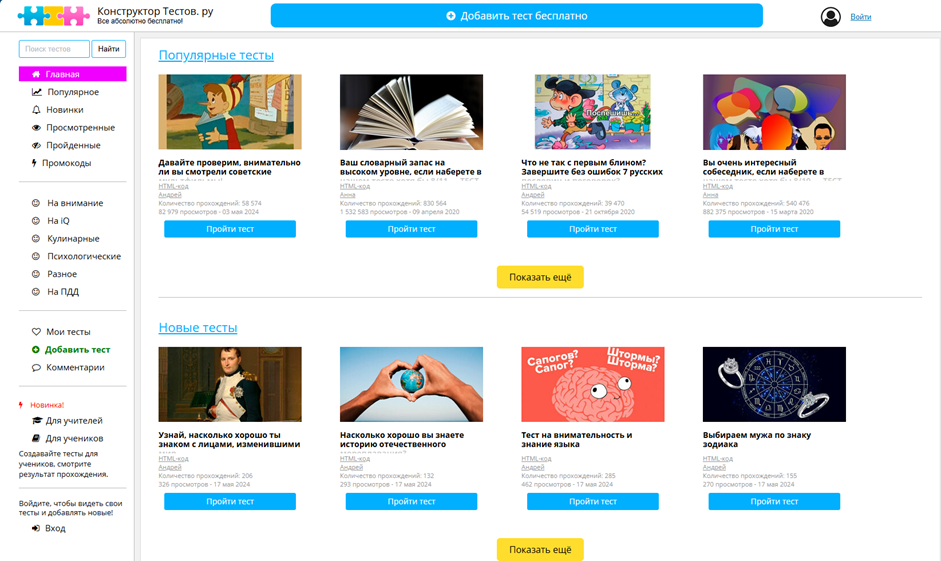 Конструктор Тестов. ру
Все абсолютно бесплатно!
Добавить тест бесплатно
Войти
Поиск тестов
Найти
Главная
Популярное
Новинки
Просмотренные
Пройденные
Промокоды
На внимание
На iQ
Кулинарные
Психологические
Разное
На ПДД
Мои тесты
Добавить тест
Комментарии
Новинка!
Для учителей
Для учеников
Создавайте тесты для
учеников, смотрите
результат прохождения.
Войдите, чтобы видеть свои
тесты и добавлять новые!
Вход
Популярные тесты
Давайте проверим, внимательно
ли вы смотрели советские
HTML-код
Андрей
Количество прохождений: 58 574
82 979 просмотров - 03 мая 2024
Пройти тест
Ваш словарный запас на
высоком уровне, если наберете в
HTML-код
Анна
Количество прохождений: 830 564
1 532 583 просмотров - 09 апреля 2020
Пройти тест
Поспешишь...
Что не так с первым блином?
Завершите без ошибок 7 русских
HTML-код
Андрей
Количество прохождений: 39 470
54 519 просмотров - 21 октября 2020
Пройти тест
Вы очень интересный
собеседник, если наберете в
HTML-код
Андрей
Количество прохождений: 540 476
882 375 просмотров - 15 марта 2020
Пройти тест
Показать ещё
Новые тесты
Узнай, насколько хорошо ты
знаком с лицами, изменившими
HTML-код
Андрей
Количество прохождений: 206
326 просмотров - 17 мая 2024
Пройти тест
Насколько хорошо вы знаете
историю отечественного
HTML-код
Андрей
Количество прохождений: 132
293 просмотров - 17 мая 2024
Пройти тест
Сапогов? Штормы?
Сапог? Шторма?
Тест на внимательность и
знание языка
HTML-код
Андрей
Количество прохождений: 285
462 просмотров - 17 мая 2024
Пройти тест
Выбираем мужа по знаку
зодиака
HTML-код
Андрей
Количество прохождений: 155
270 просмотров - 17 мая 2024
Пройти тест
Показать ещё